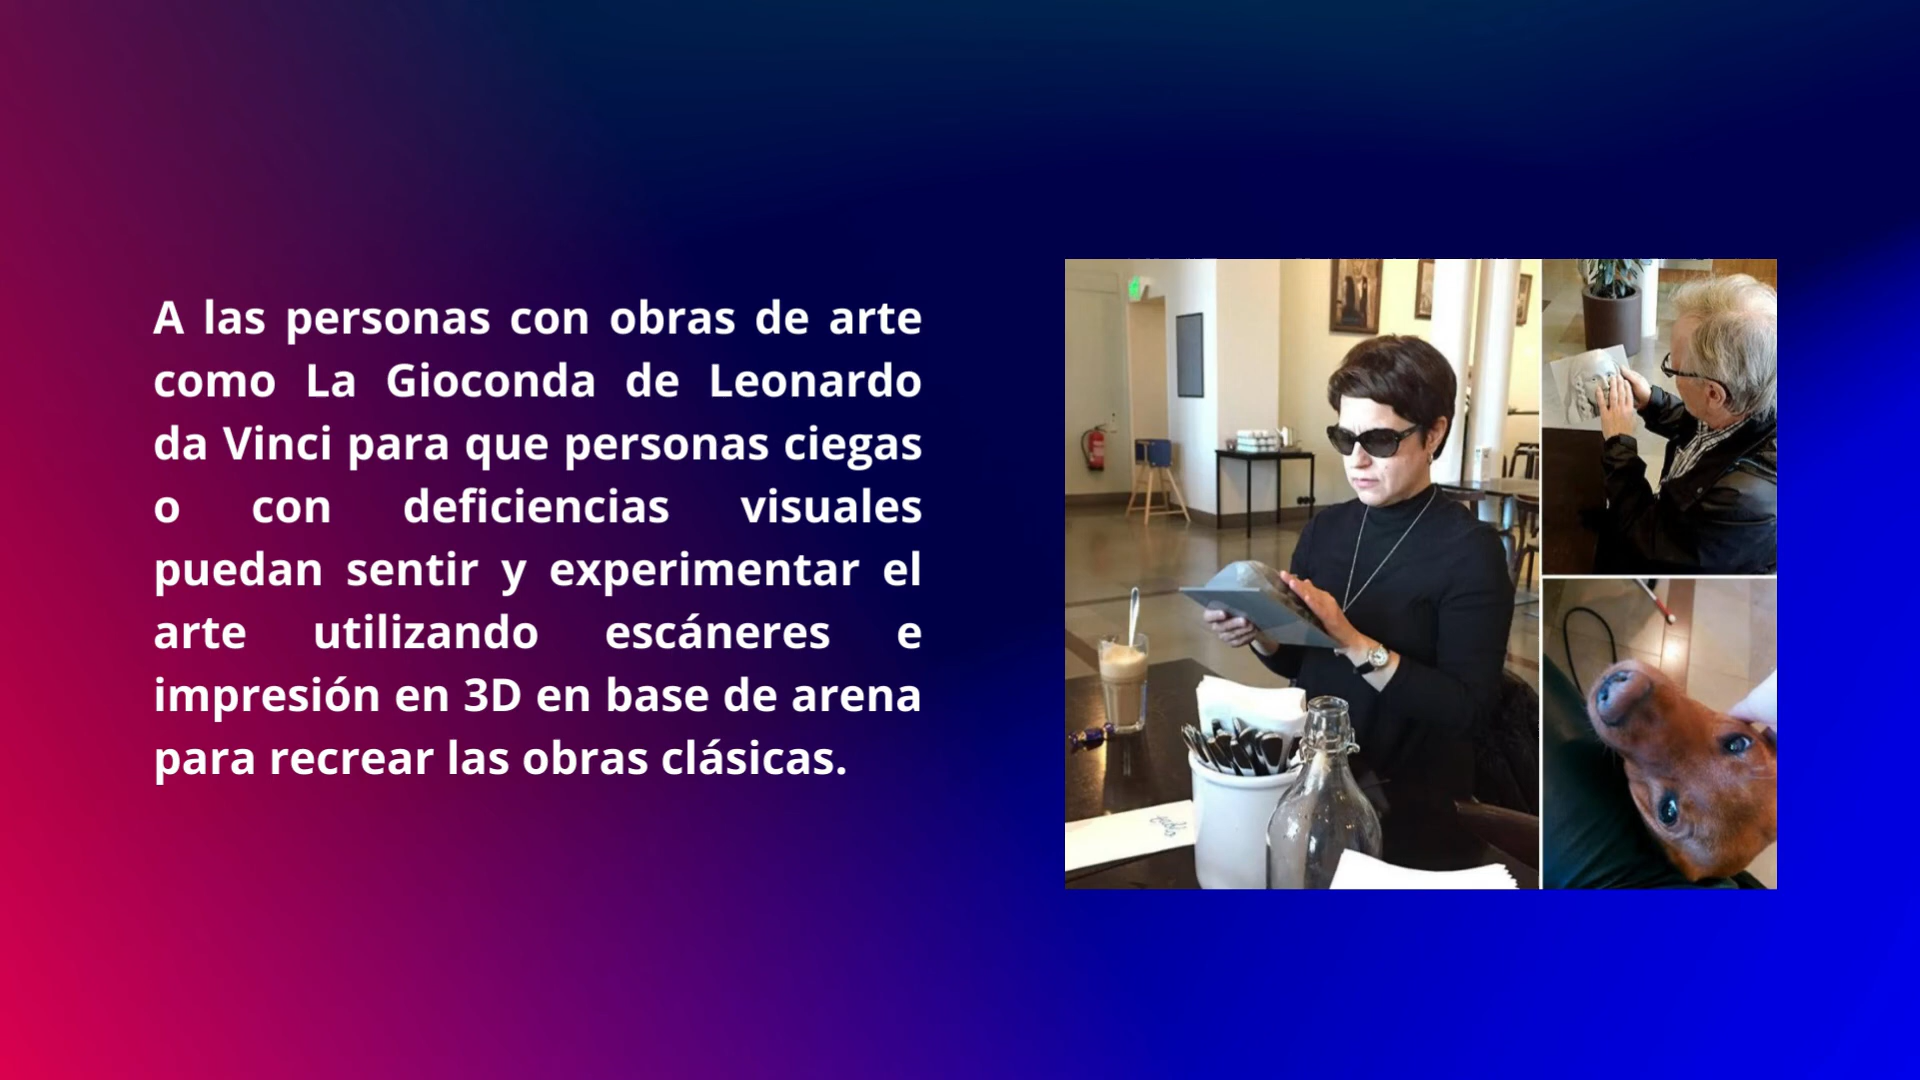 A las personas con obras de arte
como La Gioconda de Leonardo
da Vinci para que personas ciegas
o con deficiencias visuales
puedan sentir y experimentar el
arte utilizando escáneres e
impresión en 3D en base de arena
para recrear las obras clásicas.